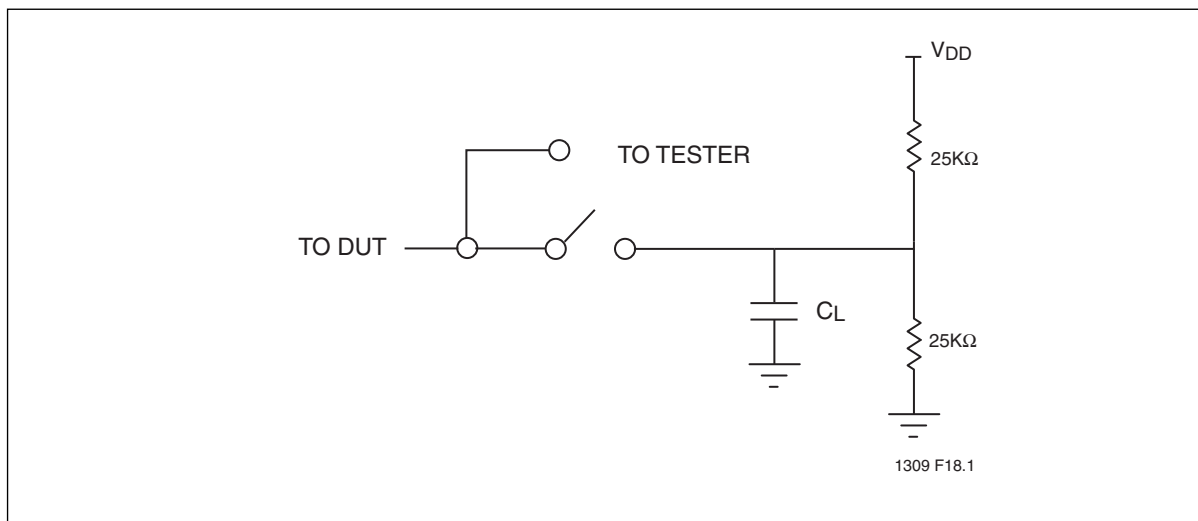 VDD
25KΩ
TO TESTER
TO DUT
CL
25KΩ
1309 F18.1